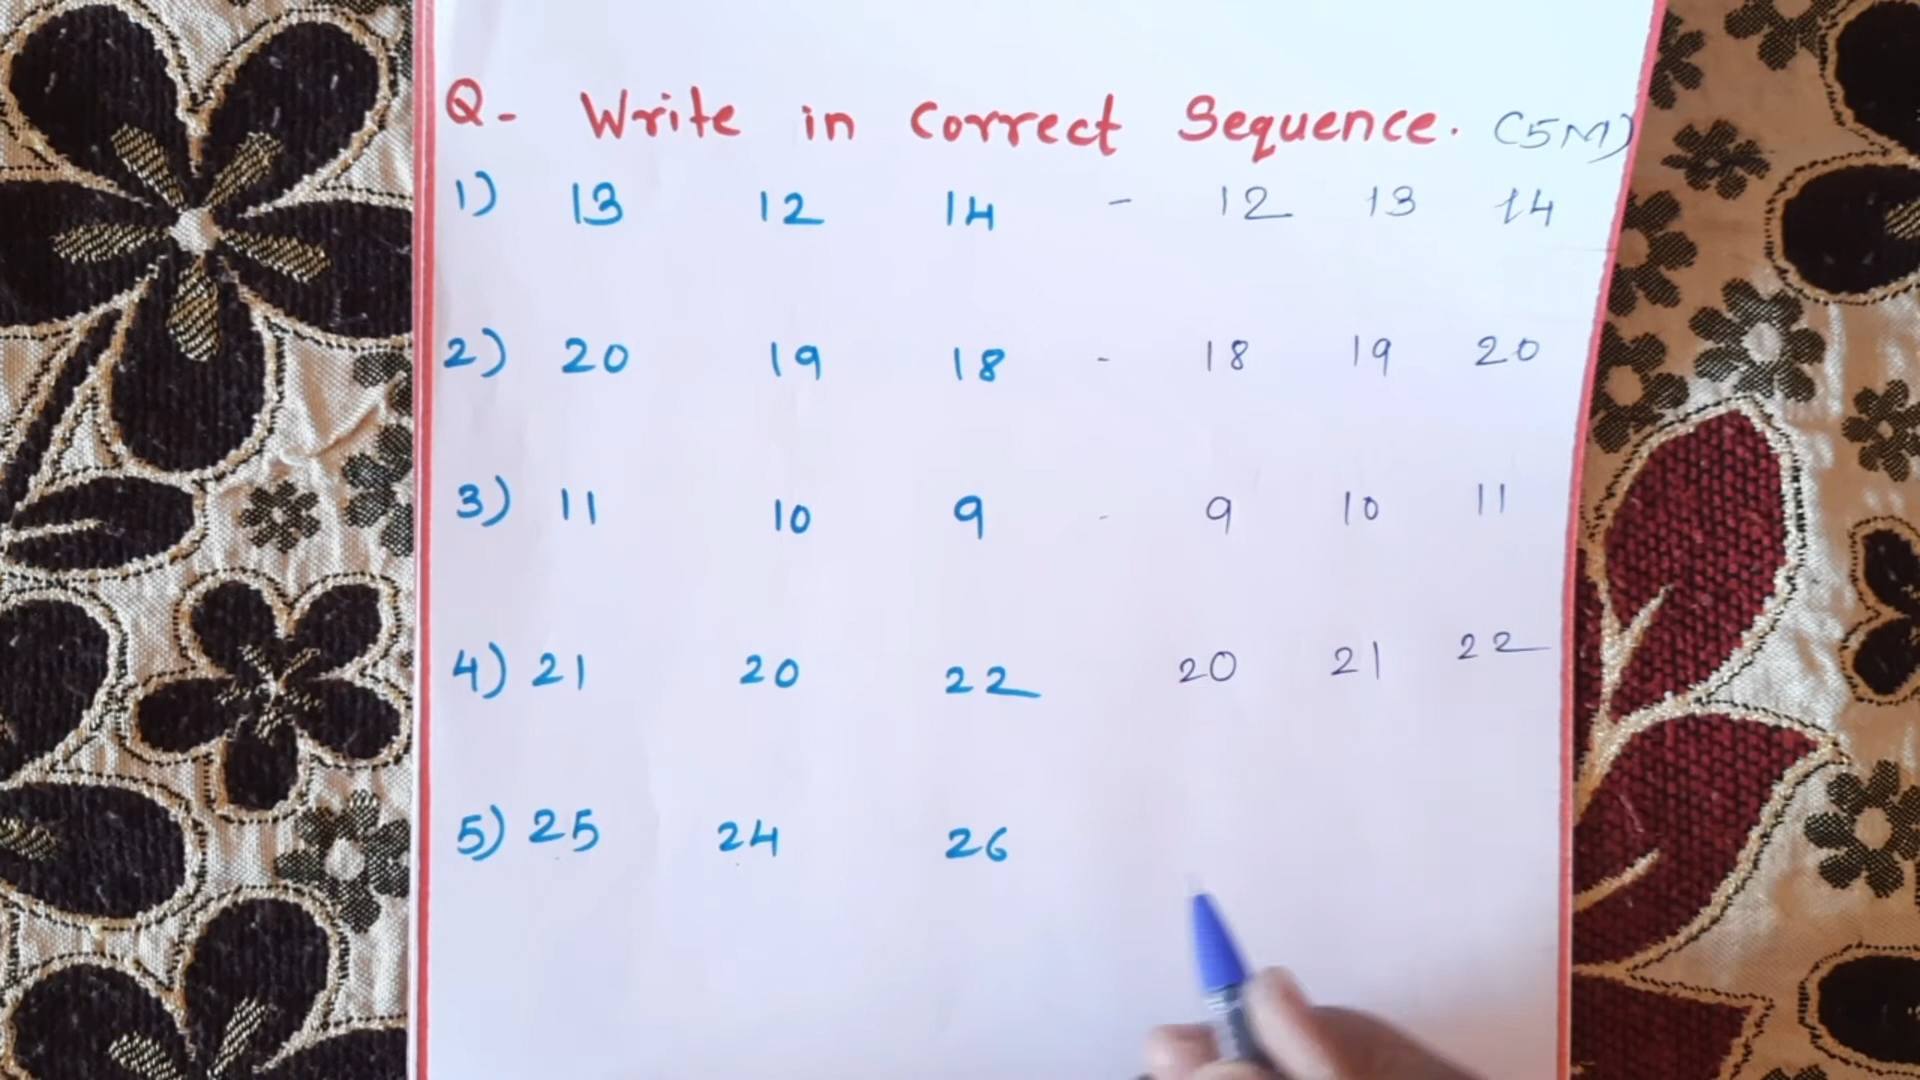 Q- Write in Correct Sequence. (5M)
1) 13 12 14 - 12 13 14
2) 20 19 18 - 18 19 20
3) 11 10 9 - 9 10 11
4) 21 20 22 20 21 22
5) 25 24 26